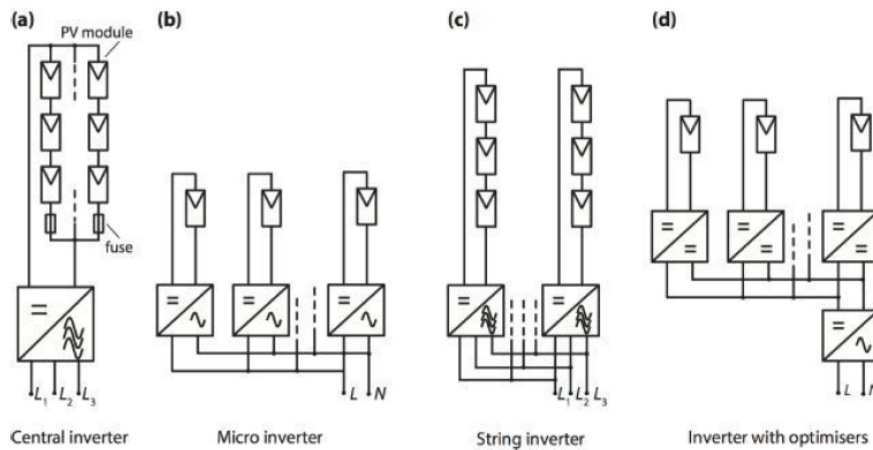 (a)
PV module
fuse
L1 L2 L3
Central inverter
(b)
L N
Micro inverter
(c)
L1 L2 L3
String inverter
(d)
L N
Inverter with optimisers